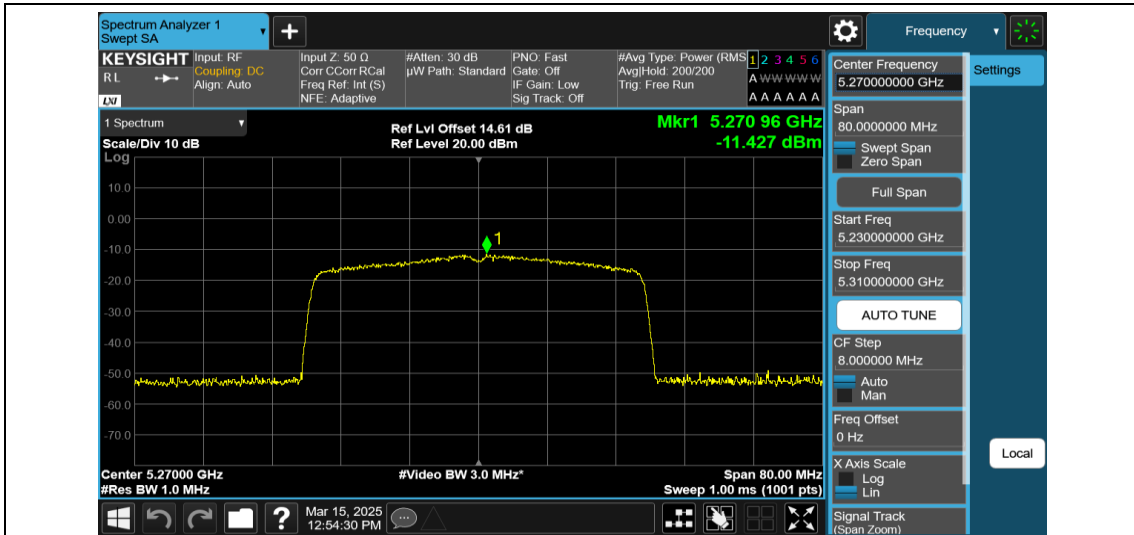 Spectrum Analyzer 1
Swept SA
Frequency
KEYSIGHT
R L
LXI
Input: RF
Coupling: DC
Align: Auto
Input Z: 50 Ω
Corr CCorr RCal
Freq Ref: Int (S)
NFE: Adaptive
#Atten: 30 dB
µW Path: Standard
PNO: Fast
Gate: Off
IF Gain: Low
Sig Track: Off
#Avg Type: Power (RMS
Avg|Hold: 200/200
Trig: Free Run
1 2 3 4 5 6
A W W W W W
A A A A A A
1 Spectrum
Scale/Div 10 dB
Ref Lvl Offset 14.61 dB
Ref Level 20.00 dBm
Mkr1 5.270 96 GHz
-11.427 dBm
Log
10.0
0.00
-10.0
-20.0
-30.0
-40.0
-50.0
-60.0
-70.0
1
Center 5.27000 GHz
#Res BW 1.0 MHz
#Video BW 3.0 MHz*
Span 80.00 MHz
Sweep 1.00 ms (1001 pts)
Center Frequency
5.270000000 GHz
Span
80.0000000 MHz
Swept Span
Zero Span
Full Span
Start Freq
5.230000000 GHz
Stop Freq
5.310000000 GHz
AUTO TUNE
CF Step
8.000000 MHz
Auto
Man
Freq Offset
0 Hz
X Axis Scale
Log
Lin
Signal Track
(Span Zoom)
Settings
Local
?
Mar 15, 2025
12:54:30 PM